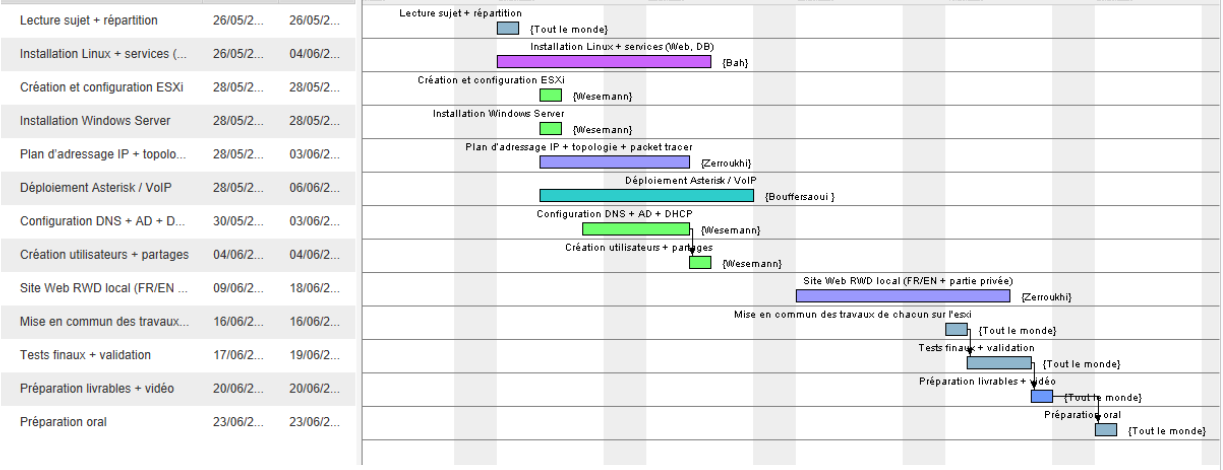 Lecture sujet + répartition 26/05/2... 26/05/2...
Installation Linux + services (... 26/05/2... 04/06/2...
Création et configuration ESXi 28/05/2... 28/05/2...
Installation Windows Server 28/05/2... 28/05/2...
Plan d'adressage IP + topolo... 28/05/2... 03/06/2...
Déploiement Asterisk / VoIP 28/05/2... 06/06/2...
Configuration DNS + AD + D... 30/05/2... 03/06/2...
Création utilisateurs + partages 04/06/2... 04/06/2...
Site Web RWD local (FR/EN ... 09/06/2... 18/06/2...
Mise en commun des travaux... 16/06/2... 16/06/2...
Tests finaux + validation 17/06/2... 19/06/2...
Préparation livrables + vidéo 20/06/2... 20/06/2...
Préparation oral 23/06/2... 23/06/2...
Lecture sujet + répartition
{Tout le monde}
Installation Linux + services (Web, DB)
{Bah}
Création et configuration ESXi
{Wesemann}
Installation Windows Server
{Wesemann}
Plan d'adressage IP + topologie + packet tracer
{Zerroukhi}
Déploiement Asterisk / VoIP
{Bouffersaoui }
Configuration DNS + AD + DHCP
{Wesemann}
Création utilisateurs + partages
{Wesemann}
Site Web RWD local (FR/EN + partie privée)
{Zerroukhi}
Mise en commun des travaux de chacun sur l'esxi
{Tout le monde}
Tests finaux + validation
{Tout le monde}
Préparation livrables + vidéo
{Tout le monde}
Préparation oral
{Tout le monde}